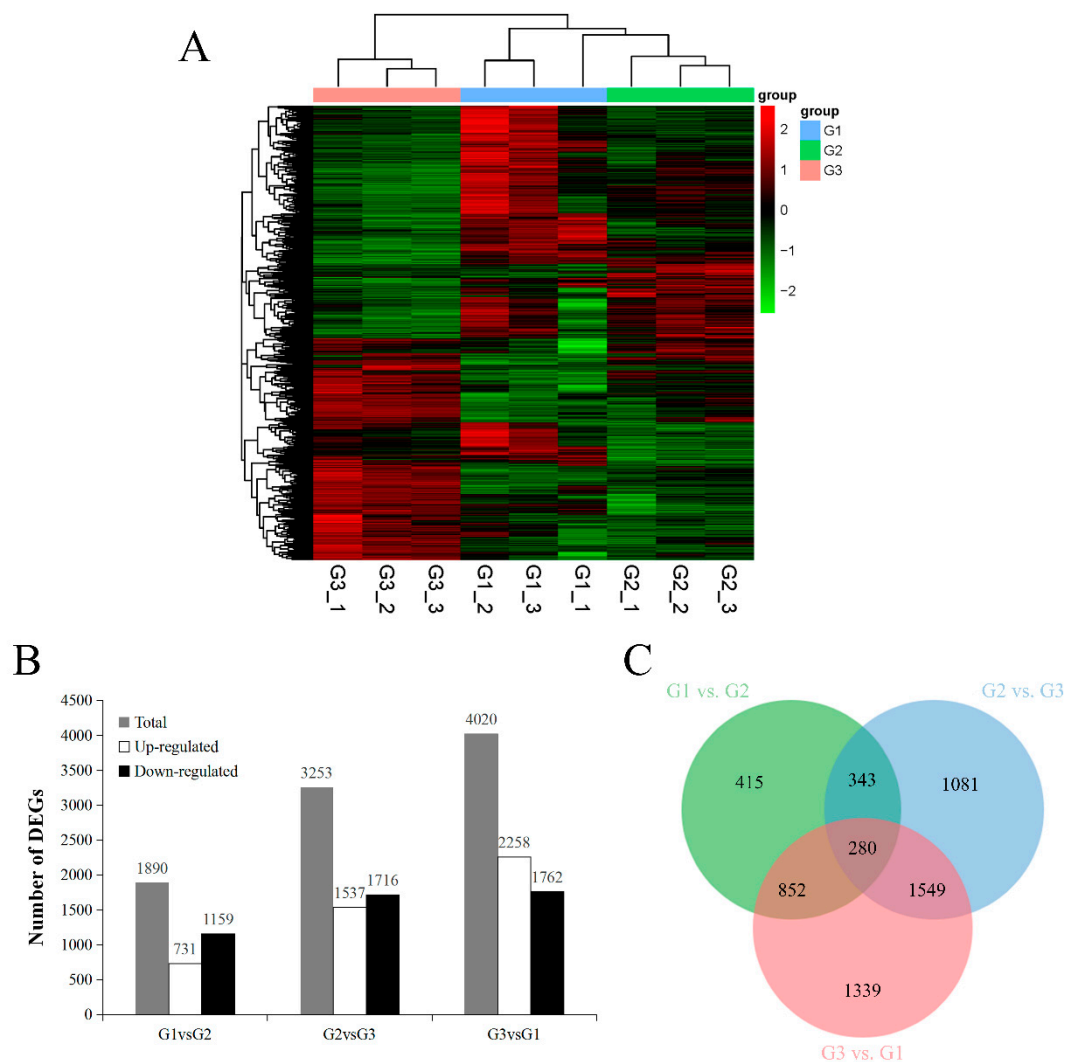 A
group
2
1
0
−1
−2
group
G1
G2
G3
G3_1
G3_2
G3_3
G1_2
G1_3
G1_1
G2_1
G2_2
G2_3
B
Number of DEGs
4500
4000
3500
3000
2500
2000
1500
1000
500
0
Total
Up-regulated
Down-regulated
1890
731
1159
3253
1537
1716
4020
2258
1762
G1vsG2
G2vsG3
G3vsG1
C
G1 vs. G2
G2 vs. G3
415
343
1081
280
852
1549
1339
G3 vs. G1